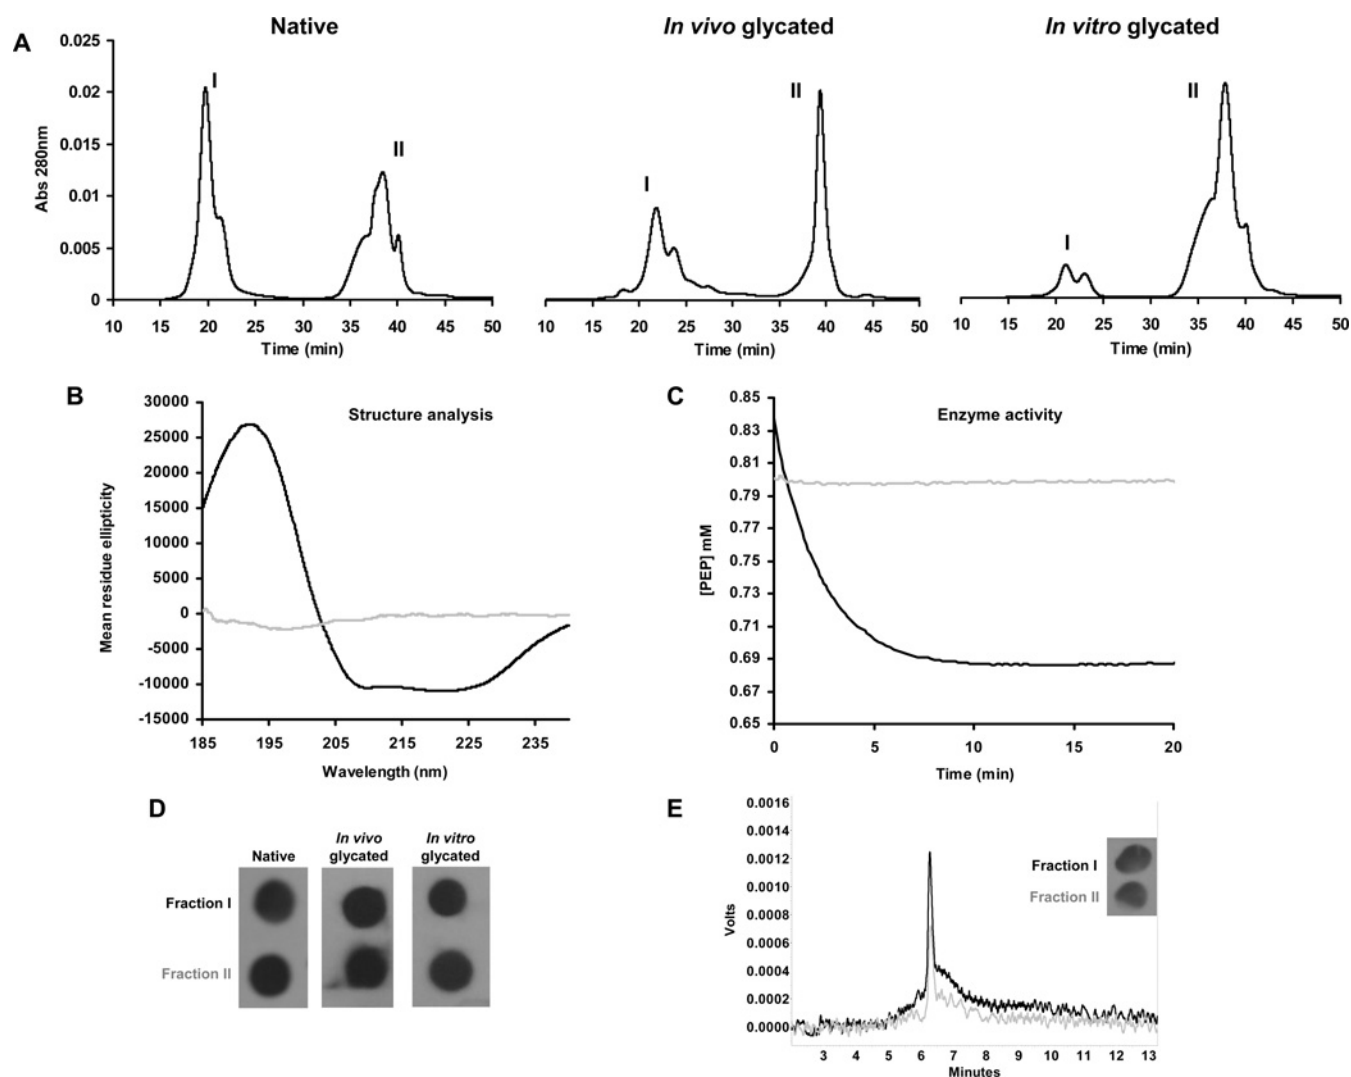 A
Native
In vivo glycated
In vitro glycated
Abs 280nm
0.025
0.02
0.015
0.01
0.005
0
I
II
I
II
I
II
10 15 20 25 30 35 40 45 50
10 15 20 25 30 35 40 45 50
10 15 20 25 30 35 40 45 50
Time (min)
Time (min)
Time (min)
B
Structure analysis
Mean residue ellipticity
30000
25000
20000
15000
10000
5000
0
-5000
-10000
-15000
185 195 205 215 225 235
Wavelength (nm)
C
Enzyme activity
[PEP] mM
0.85
0.83
0.81
0.79
0.77
0.75
0.73
0.71
0.69
0.67
0.65
0 5 10 15 20
Time (min)
D
Native
In vivo
glycated
In vitro
glycated
Fraction I
Fraction II
E
Volts
0.0016
0.0014
0.0012
0.0010
0.0008
0.0006
0.0004
0.0002
0.0000
Fraction I
Fraction II
3 4 5 6 7 8 9 10 11 12 13
Minutes